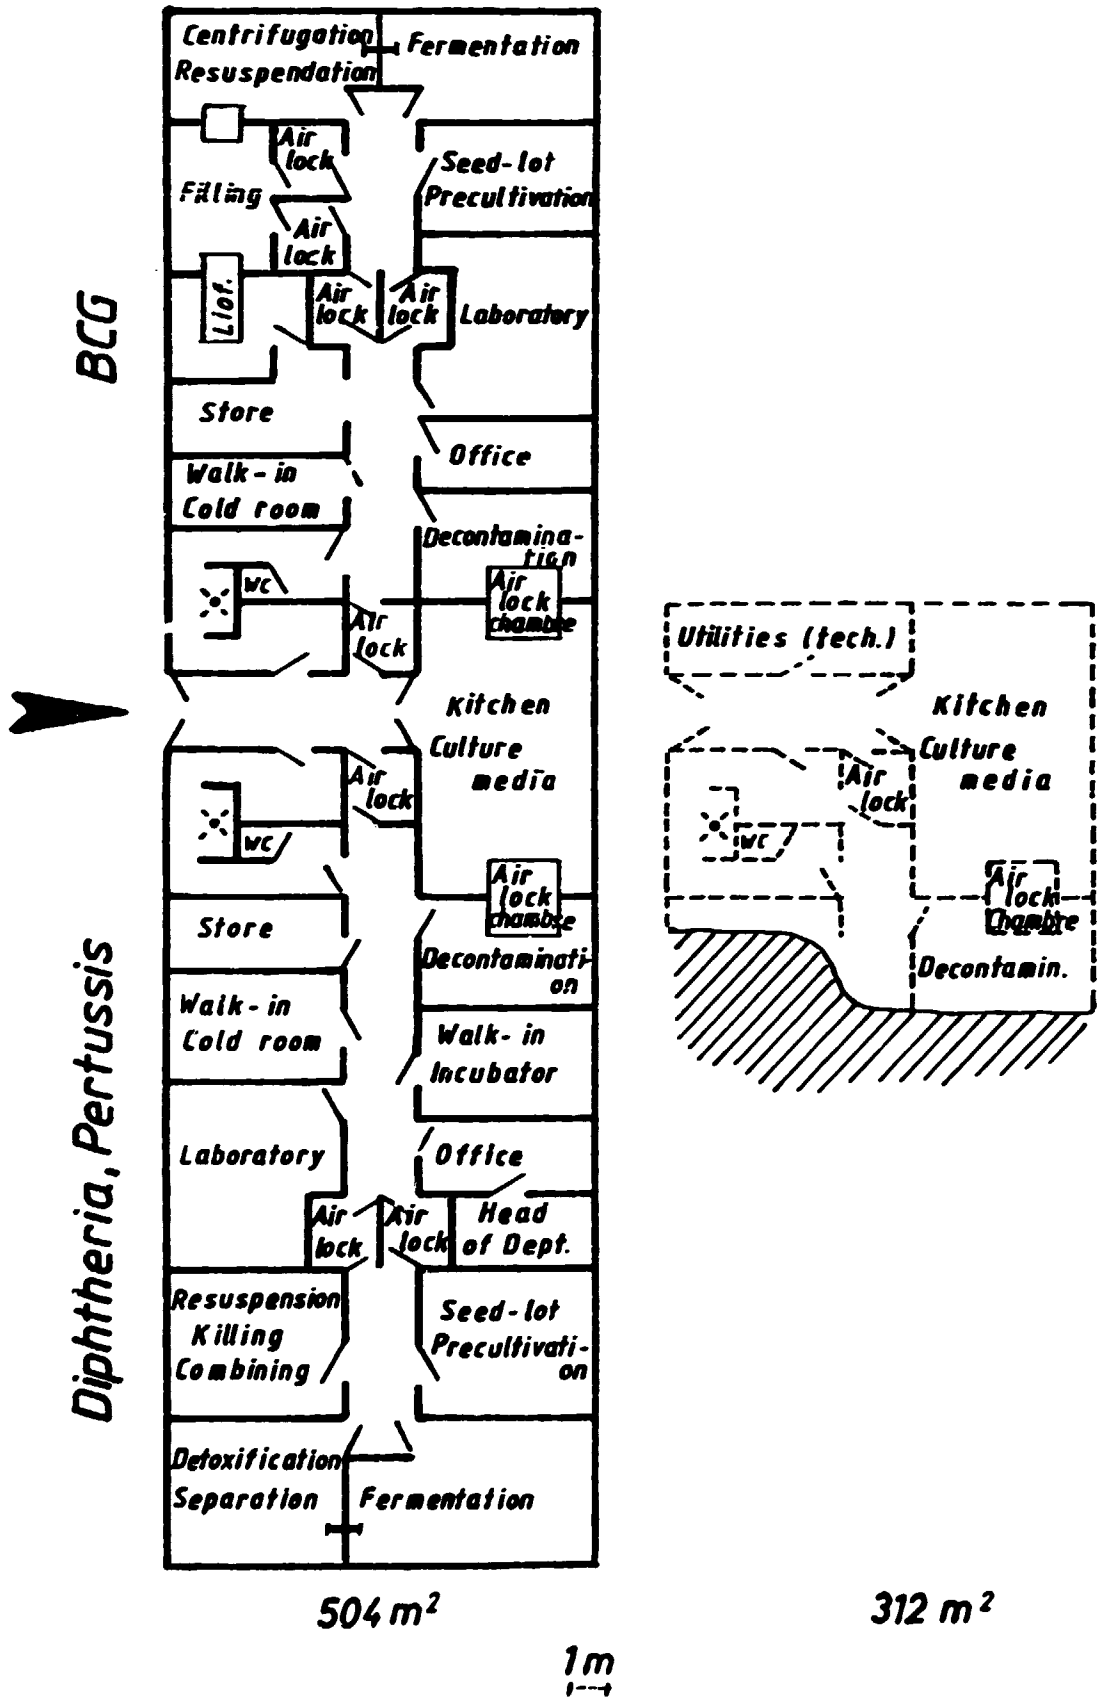 Centrifugation
Resuspendation
Fermentation
Air
lock
Filling
Seed-lot
Precultivation
Air
lock
BCG
Liof.
Air
lock
Air
lock
Laboratory
Store
Office
Walk-in
Cold room
Decontamina-
tion
WC
Air
lock
Air
lock
chambre
Kitchen
Culture
media
Air
lock
WC
Air
lock
chambre
Store
Decontaminati-
on
Diphtheria, Pertussis
Walk-in
Cold room
Walk-in
Incubator
Laboratory
Office
Air
lock
Air
lock
Head
of Dept.
Resuspension
Killing
Combining
Seed-lot
Precultivati-
on
Detoxification
Separation
Fermentation
504 m²
Utilities (tech.)
Kitchen
Culture
media
Air
lock
WC
Air
lock
Chambre
Decontamin.
312 m²
1 m